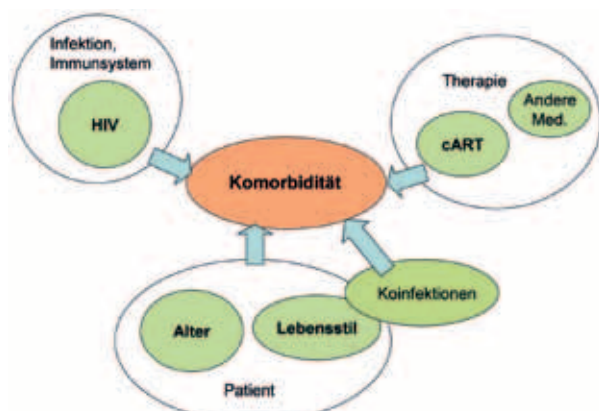 Infektion,
Immunsystem
HIV
Therapie
Andere
Med.
cART
Komorbidität
Koinfektionen
Alter
Lebensstil
Patient